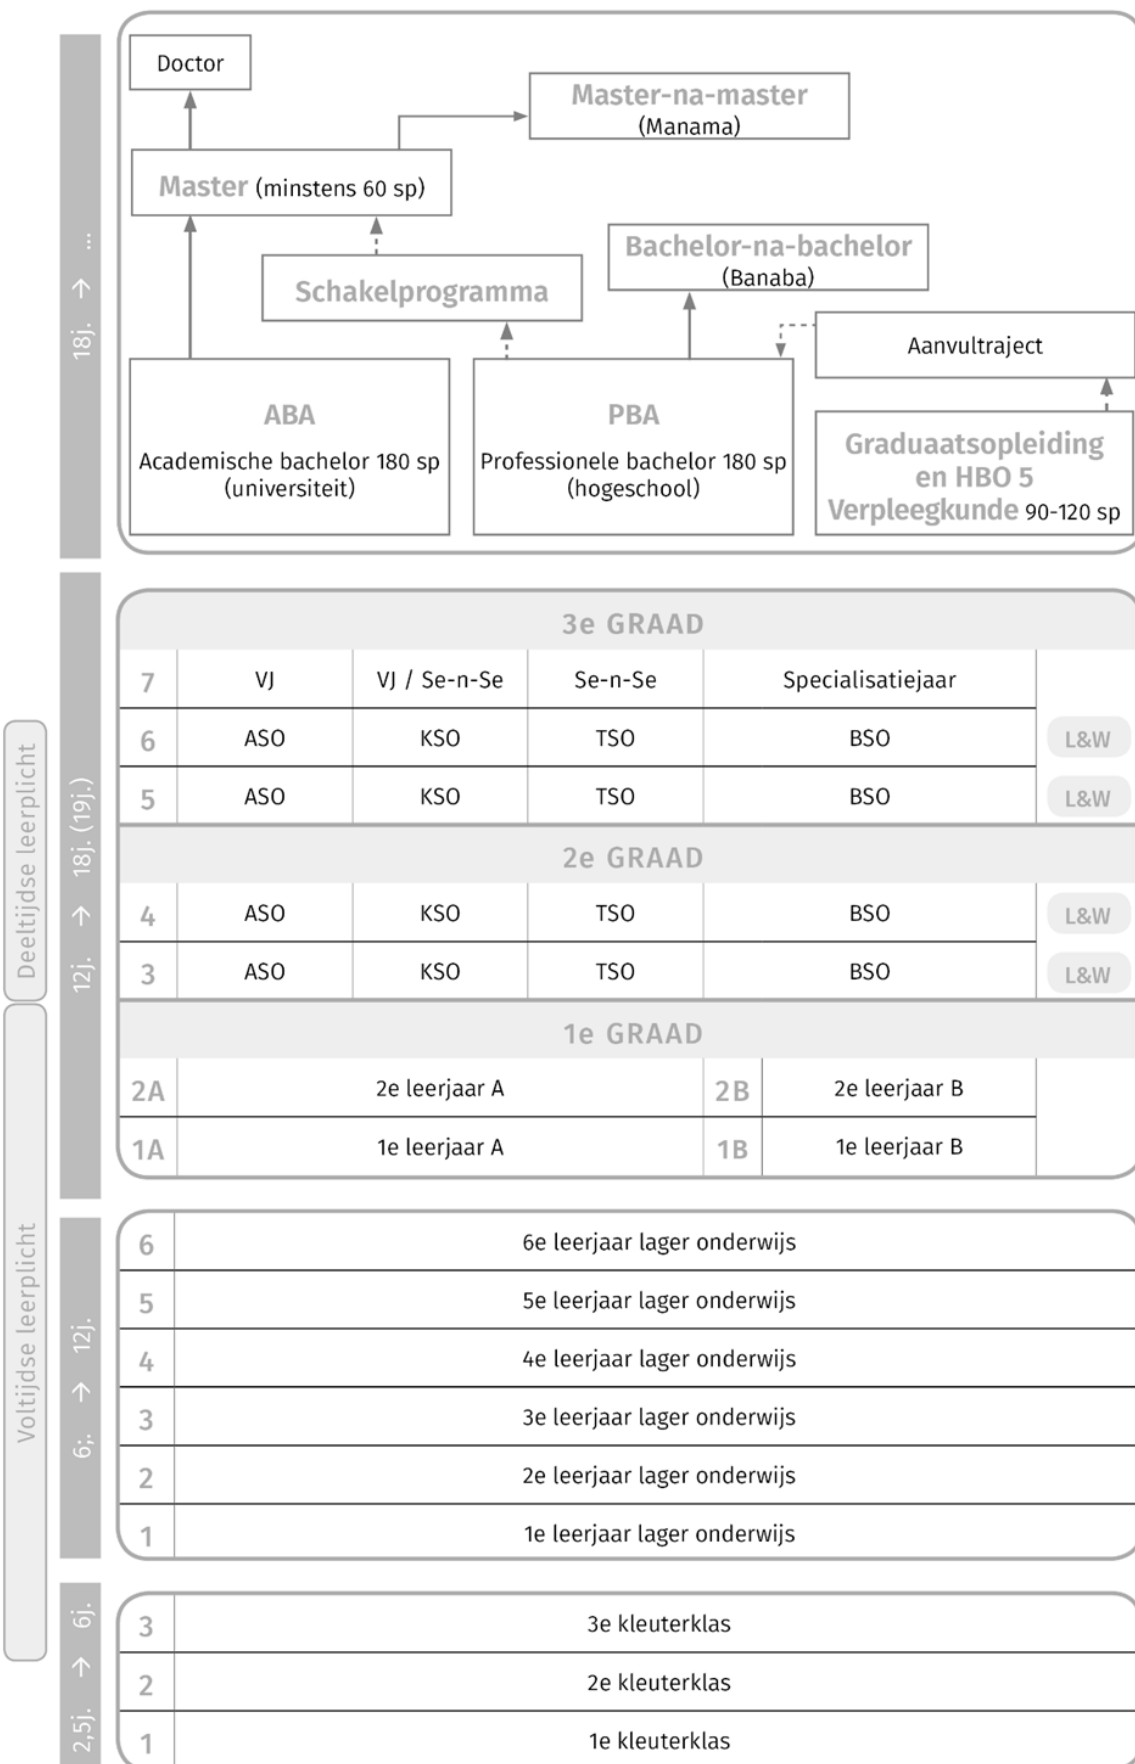 Doctor
Master-na-master
(Manama)
Master (minstens 60 sp)
Bachelor-na-bachelor
(Banaba)
Schakelprogramma
Aanvultraject
ABA
Academische bachelor 180 sp
(universiteit)
PBA
Professionele bachelor 180 sp
(hogeschool)
Graduaatsopleiding
en HBO 5
Verpleegkunde 90-120 sp
18j. → ...
3e GRAAD
7 VJ VJ / Se-n-Se Se-n-Se Specialisatiejaar
6 ASO KSO TSO BSO L&W
5 ASO KSO TSO BSO L&W
2e GRAAD
4 ASO KSO TSO BSO L&W
3 ASO KSO TSO BSO L&W
1e GRAAD
2A 2e leerjaar A 2B 2e leerjaar B
1A 1e leerjaar A 1B 1e leerjaar B
12j. → 18j. (19j.)
Deeltijdse leerplicht
6 6e leerjaar lager onderwijs
5 5e leerjaar lager onderwijs
4 4e leerjaar lager onderwijs
3 3e leerjaar lager onderwijs
2 2e leerjaar lager onderwijs
1 1e leerjaar lager onderwijs
6;. → 12j.
Voltijdse leerplicht
3 3e kleuterklas
2 2e kleuterklas
1 1e kleuterklas
2,5j. → 6j.